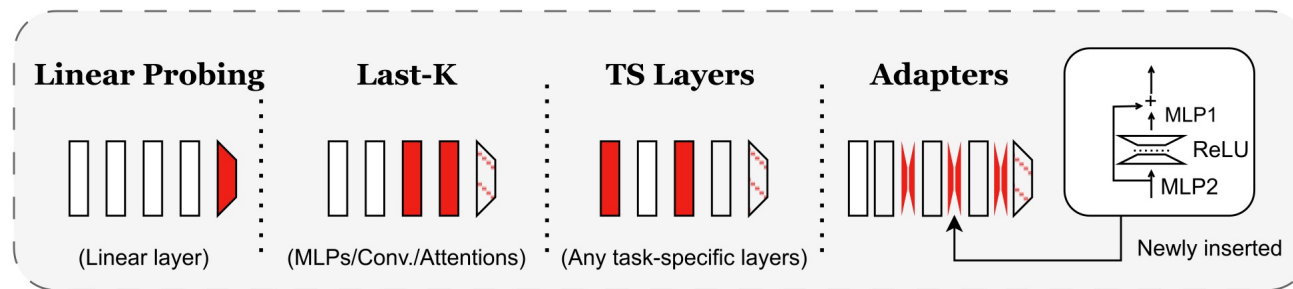 Linear Probing
Last-K
TS Layers
Adapters
+
MLP1
ReLU
MLP2
(Linear layer)
(MLPs/Conv./Attentions)
(Any task-specific layers)
Newly inserted